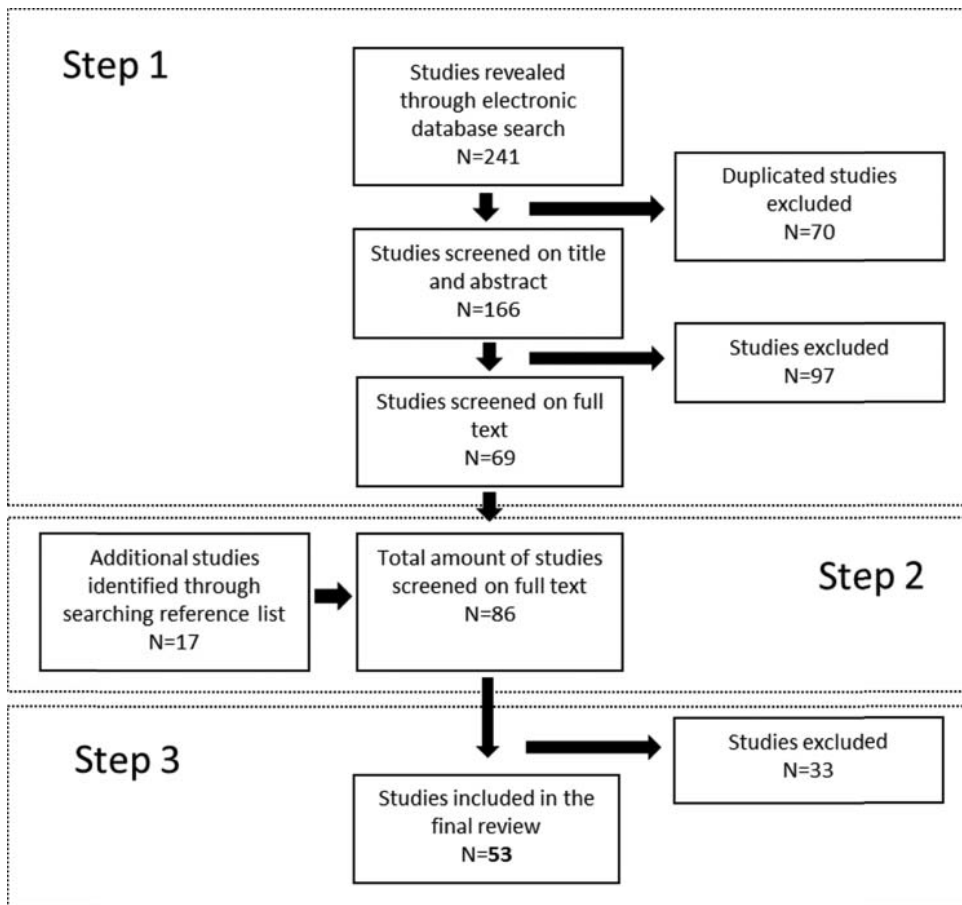 Step 1
Studies revealed
through electronic
database search
N=241
Duplicated studies
excluded
N=70
Studies screened on title
and abstract
N=166
Studies excluded
N=97
Studies screened on full
text
N=69
Additional studies
identified through
searching reference list
N=17
Total amount of studies
screened on full text
N=86
Step 2
Step 3
Studies excluded
N=33
Studies included in the
final review
N=53